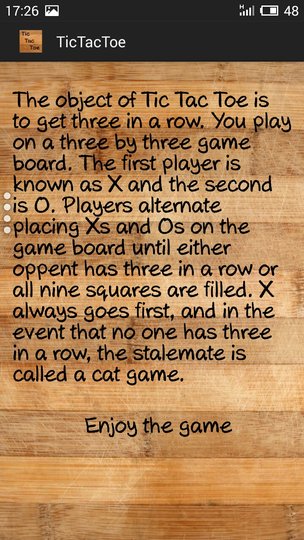 17:26 48
Tic
Tac
Toe
TicTacToe
The object of Tic Tac Toe is
to get three in a row. You play
on a three by three game
board. The first player is
known as X and the second
is O. Players alternate
placing Xs and Os on the
game board until either
oppent has three in a row or
all nine squares are filled. X
always goes first, and in the
event that no one has three
in a row, the stalemate is
called a cat game.
Enjoy the game